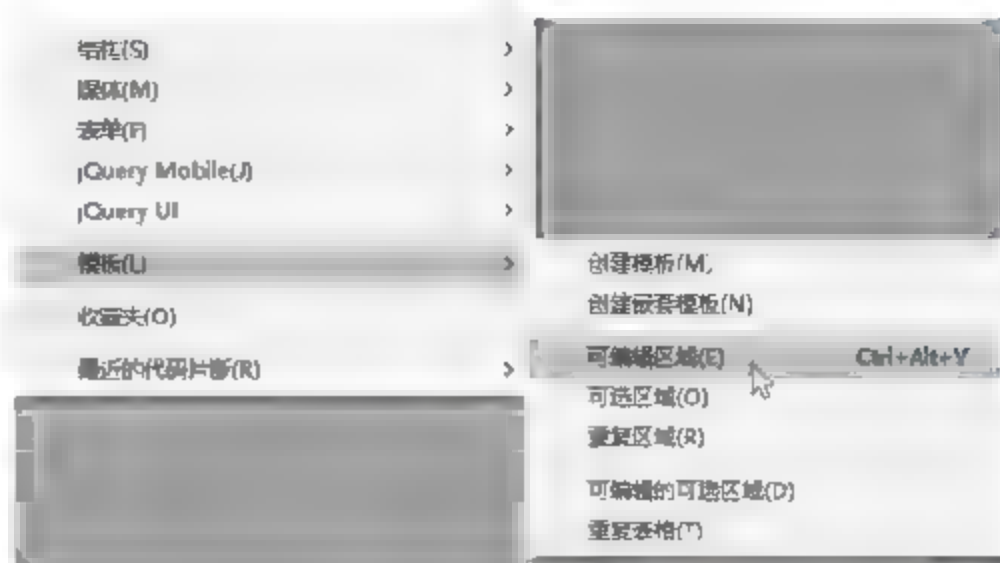 结构(S)
媒体(M)
表单(F)
jQuery Mobile(J)
jQuery UI
模板(L)
收藏夹(O)
最近的代码片断(R)
创建模板(M)
创建嵌套模板(N)
可编辑区域(E) Ctrl+Alt+V
可选区域(O)
重复区域(R)
可编辑的可选区域(D)
重复表格(T)